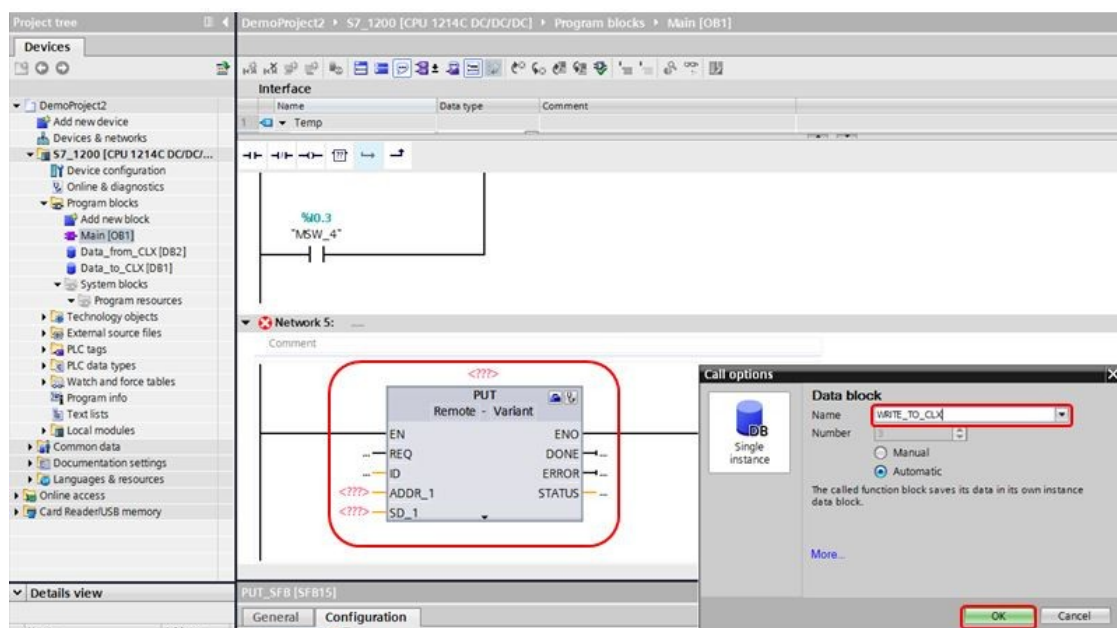 Project tree
DemoProject2 ▸ S7_1200 [CPU 1214C DC/DC/DC] ▸ Program blocks ▸ Main [OB1]
Devices
Interface
Name Data type Comment
1 Temp
DemoProject2
Add new device
Devices & networks
S7_1200 [CPU 1214C DC/DC/...
Device configuration
Online & diagnostics
Program blocks
Add new block
Main [OB1]
Data_from_CLX [DB2]
Data_to_CLX [DB1]
System blocks
Program resources
Technology objects
External source files
PLC tags
PLC data types
Watch and force tables
Program info
Text lists
Local modules
Common data
Documentation settings
Languages & resources
Online access
Card Reader/USB memory
Details view
%I0.3
"MSW_4"
Network 5: ....
Comment
<???>
PUT
Remote - Variant
EN ENO
... REQ DONE ...
... ID ERROR ...
<???> ADDR_1 STATUS ...
<???> SD_1
PUT_SFB [SFB15]
General Configuration
Call options X
DB
Single
instance
Data block
Name WRITE_TO_CLX
Number 3
Manual
Automatic
The called function block saves its data in its own instance
data block.
More...
OK Cancel